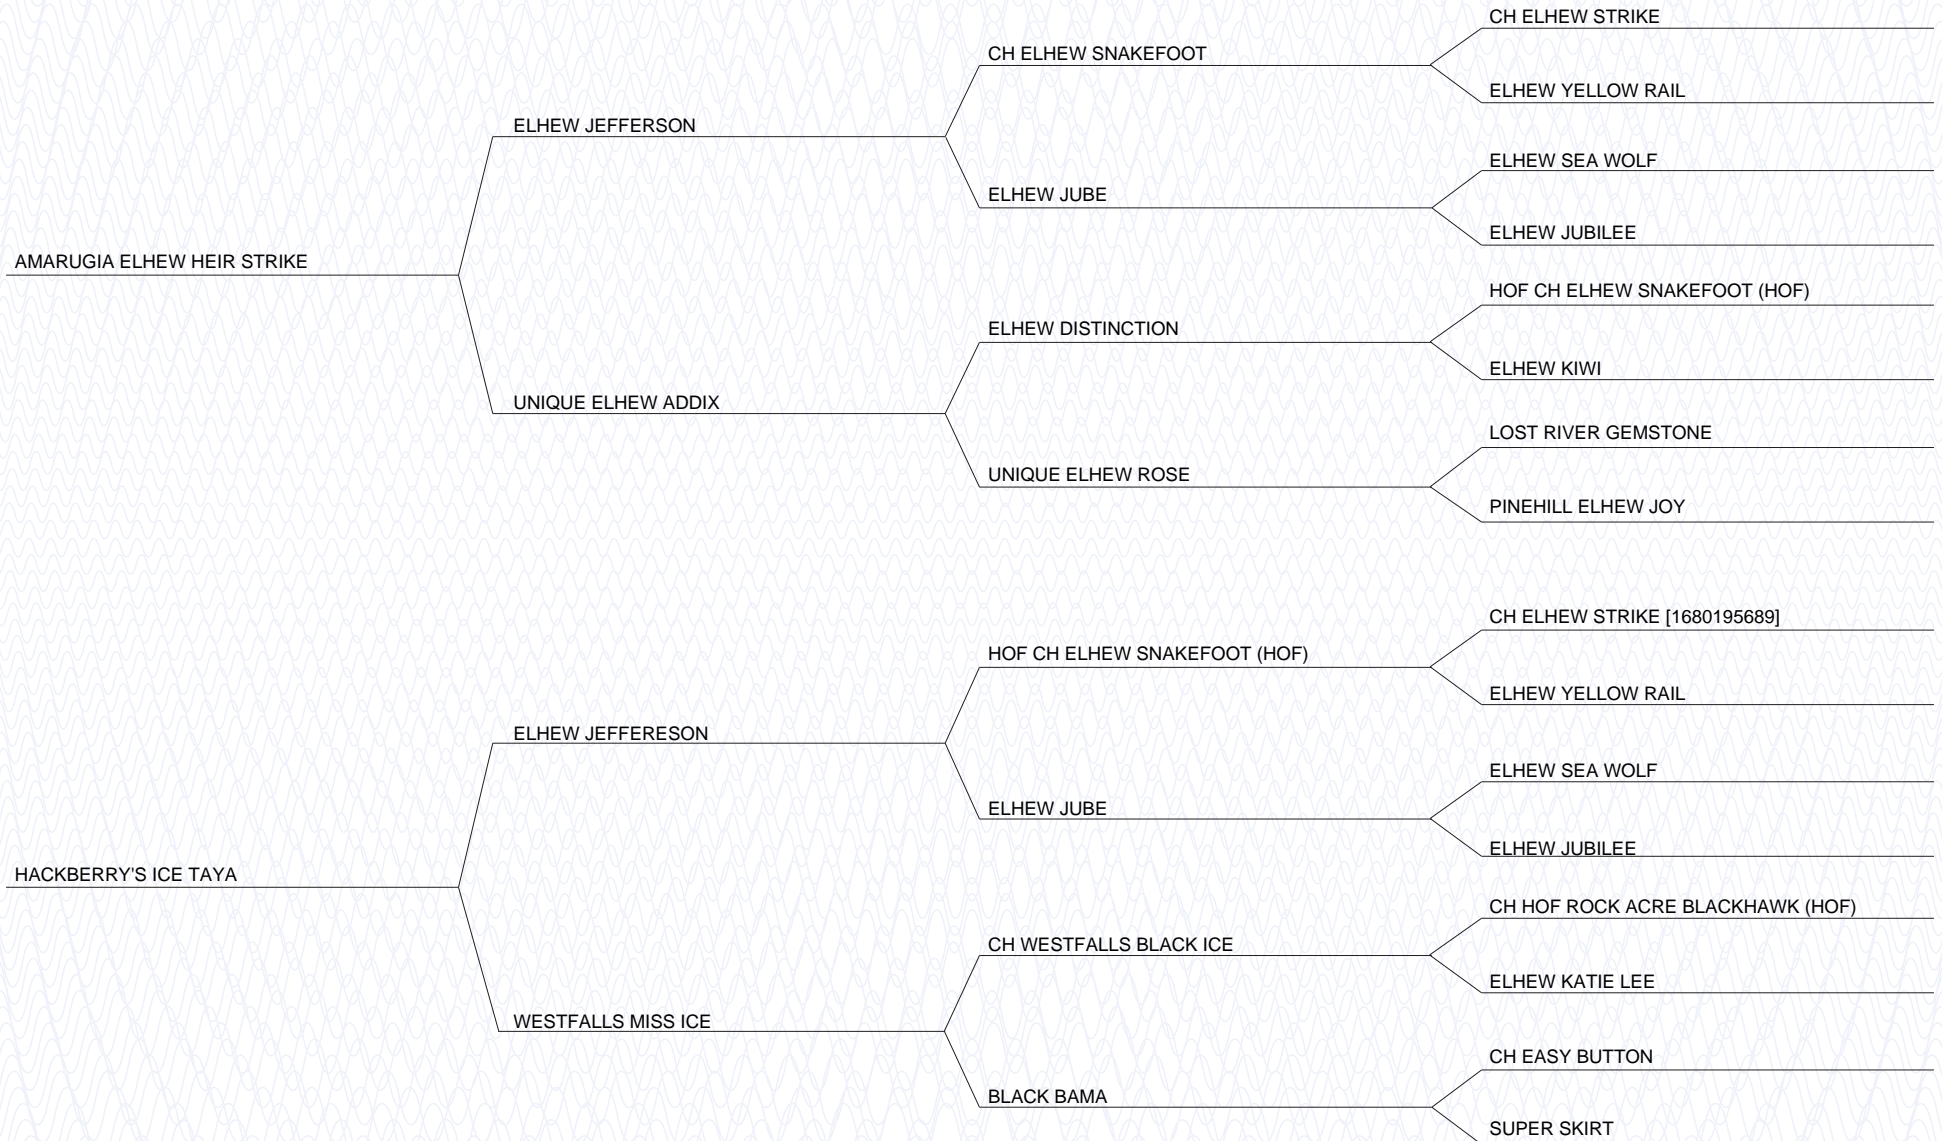 CH ELHEW STRIKE
CH ELHEW SNAKEFOOT
ELHEW YELLOW RAIL
ELHEW JEFFERSON
ELHEW SEA WOLF
ELHEW JUBE
ELHEW JUBILEE
AMARUGIA ELHEW HEIR STRIKE
HOF CH ELHEW SNAKEFOOT (HOF)
ELHEW DISTINCTION
ELHEW KIWI
UNIQUE ELHEW ADDIX
LOST RIVER GEMSTONE
UNIQUE ELHEW ROSE
PINEHILL ELHEW JOY
CH ELHEW STRIKE [1680195689]
HOF CH ELHEW SNAKEFOOT (HOF)
ELHEW YELLOW RAIL
ELHEW JEFFERESON
ELHEW SEA WOLF
ELHEW JUBE
ELHEW JUBILEE
HACKBERRY'S ICE TAYA
CH HOF ROCK ACRE BLACKHAWK (HOF)
CH WESTFALLS BLACK ICE
ELHEW KATIE LEE
WESTFALLS MISS ICE
CH EASY BUTTON
BLACK BAMA
SUPER SKIRT